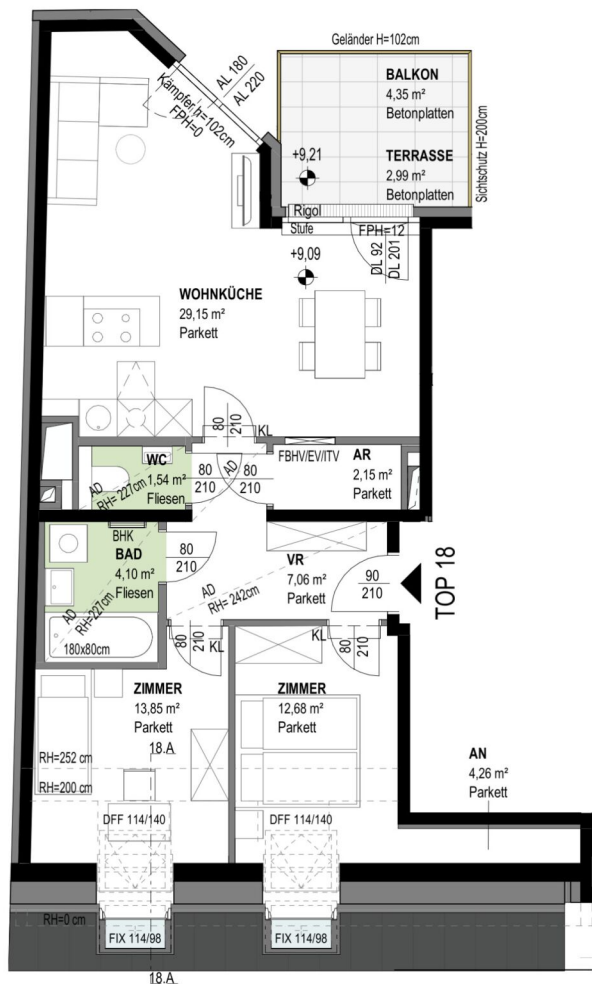 Geländer H=102cm
AL 180
AL 220
Kämpfer h=102cm
FPH=0
BALKON
4,35 m²
Betonplatten
Sichtschutz H=200cm
+9,21
TERRASSE
2,99 m²
Betonplatten
Rigol
Stufe
FPH=12
DL 92
DL 201
+9,09
WOHNKÜCHE
29,15 m²
Parkett
80
210
KL
WC
1,54 m²
Fliesen
AD
RH= 227cm
80
210
AD
80
210
FBHV/EV/ITV
AR
2,15 m²
Parkett
BHK
BAD
4,10 m²
Fliesen
AD
RH=227cm
180x80cm
80
210
VR
7,06 m²
Parkett
AD
RH= 242cm
90
210
TOP 18
80
210
KL
80
210
KL
ZIMMER
13,85 m²
Parkett
18.A
ZIMMER
12,68 m²
Parkett
RH=252 cm
RH=200 cm
AN
4,26 m²
Parkett
DFF 114/140
DFF 114/140
RH=0 cm
FIX 114/98
FIX 114/98
18.A